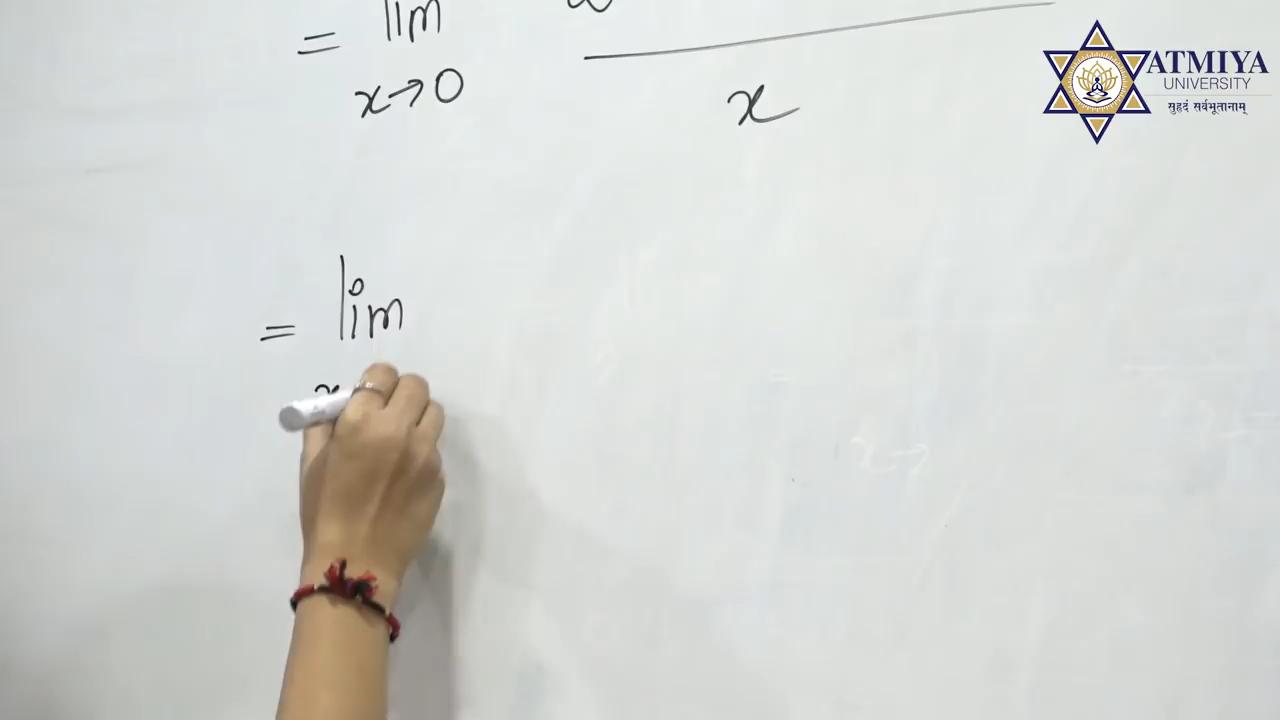 = lim
x→0
x
= lim
x
ATMIYA
UNIVERSITY
सुहृदं सर्वभूतानाम्